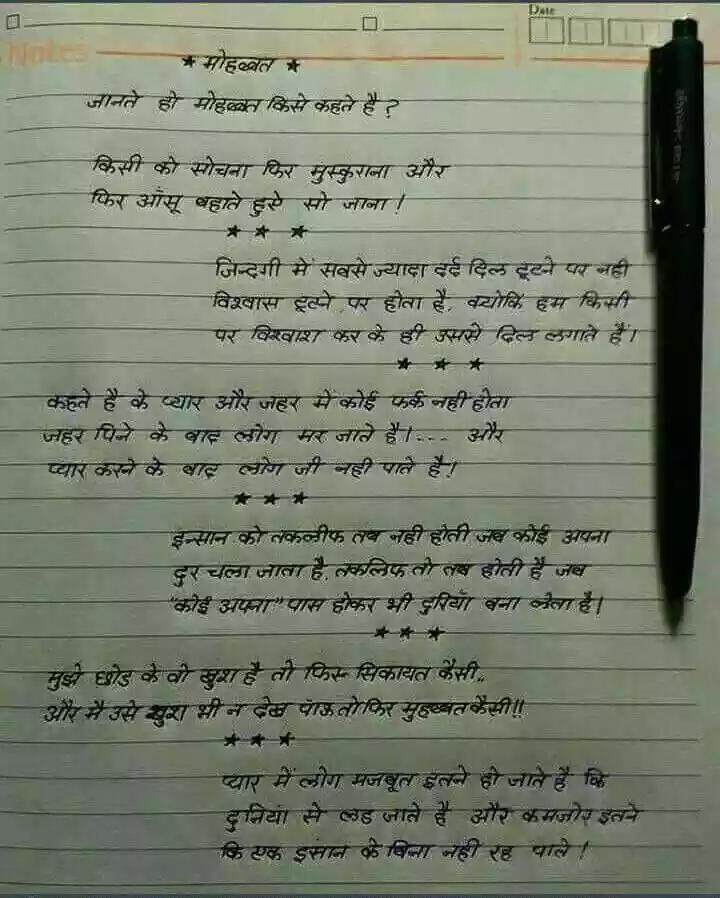 Date
Notes
★ मोहब्बत ★
जानते हो मोहब्बत किसे कहते है ?
किसी को सोचना फिर मुस्कुराना और
फिर आँसू बहाते हुसे सो जाना !
★ ★ ★
जिन्दगी में सबसे ज्यादा दर्द दिल टूटने पर नही
विश्वास टूटने पर होता है, क्योकि हम किसी
पर विश्वाश कर के ही उससे दिल लगाते हैं।
★ ★ ★
कहते है के प्यार और जहर में कोई फर्क नहीं होता
जहर पिने के बाद लोग मर जाते है।... और
प्यार करने के बाद लोग जी नही पाते है!
★ ★ ★
इन्सान को तकलीफ तब नही होती जब कोई अपना
दुर चला जाता है, तकलिफ तो तब होती है जब
"कोई अपना" पास होकर भी दुरियाँ बना लेता है।
★ ★ ★
मुझे छोड के वो खुश है तो फिर सिकायत कैसी,,
और मै उसे खुश भी न देख पाऊ तो फिर मुहब्बत कैसी!!
★ ★ ★
प्यार में लोग मजबूत इतने हो जाते है कि
दुनियां से लड जाते है और कमजोर इतने
कि एक इसांन के बिना नही रह पाते !